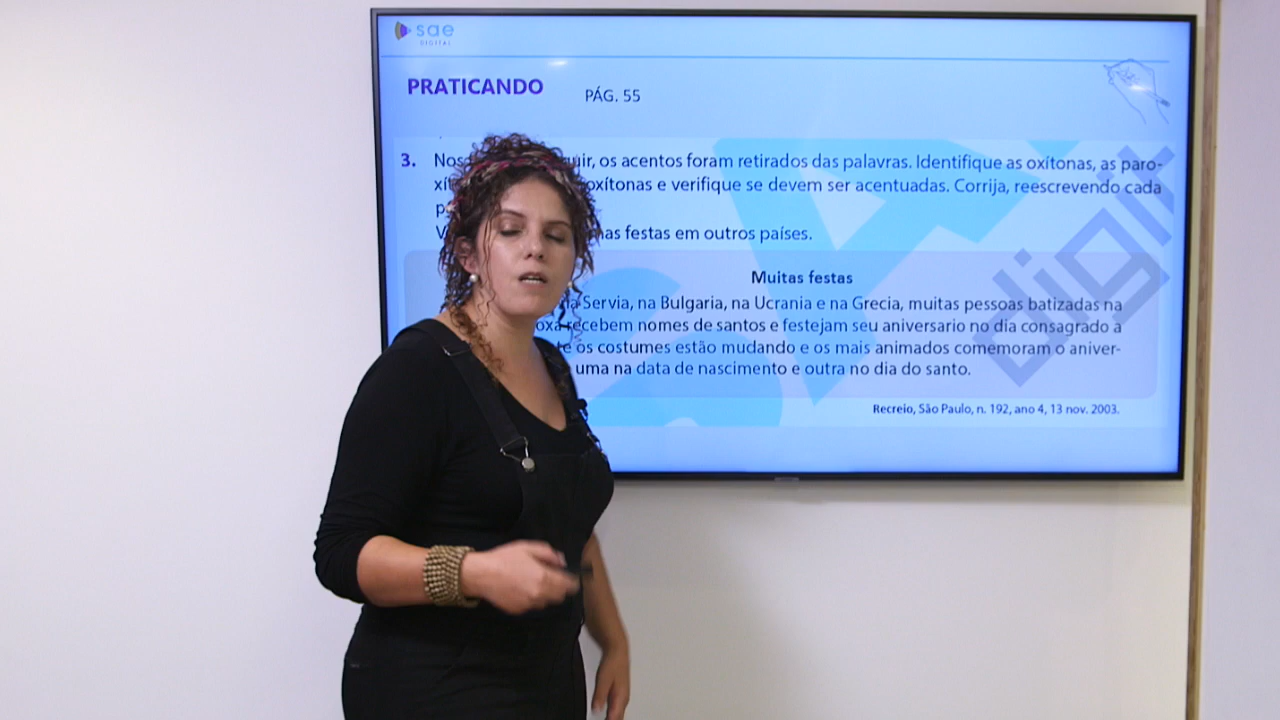 sae
DIGITAL
PRATICANDO
PÁG. 55
3. os acentos foram retirados das palavras. Identifique as oxítonas, as paro-
e verifique se devem ser acentuadas. Corrija, reescrevendo cada
festas em outros países.
Muitas festas
Servia, na Bulgaria, na Ucrania e na Grecia, muitas pessoas batizadas na
recebem nomes de santos e festejam seu aniversario no dia consagrado a
os costumes estão mudando e os mais animados comemoram o aniver-
uma na data de nascimento e outra no dia do santo.
Recreio, São Paulo, n. 192, ano 4, 13 nov. 2003.
digi